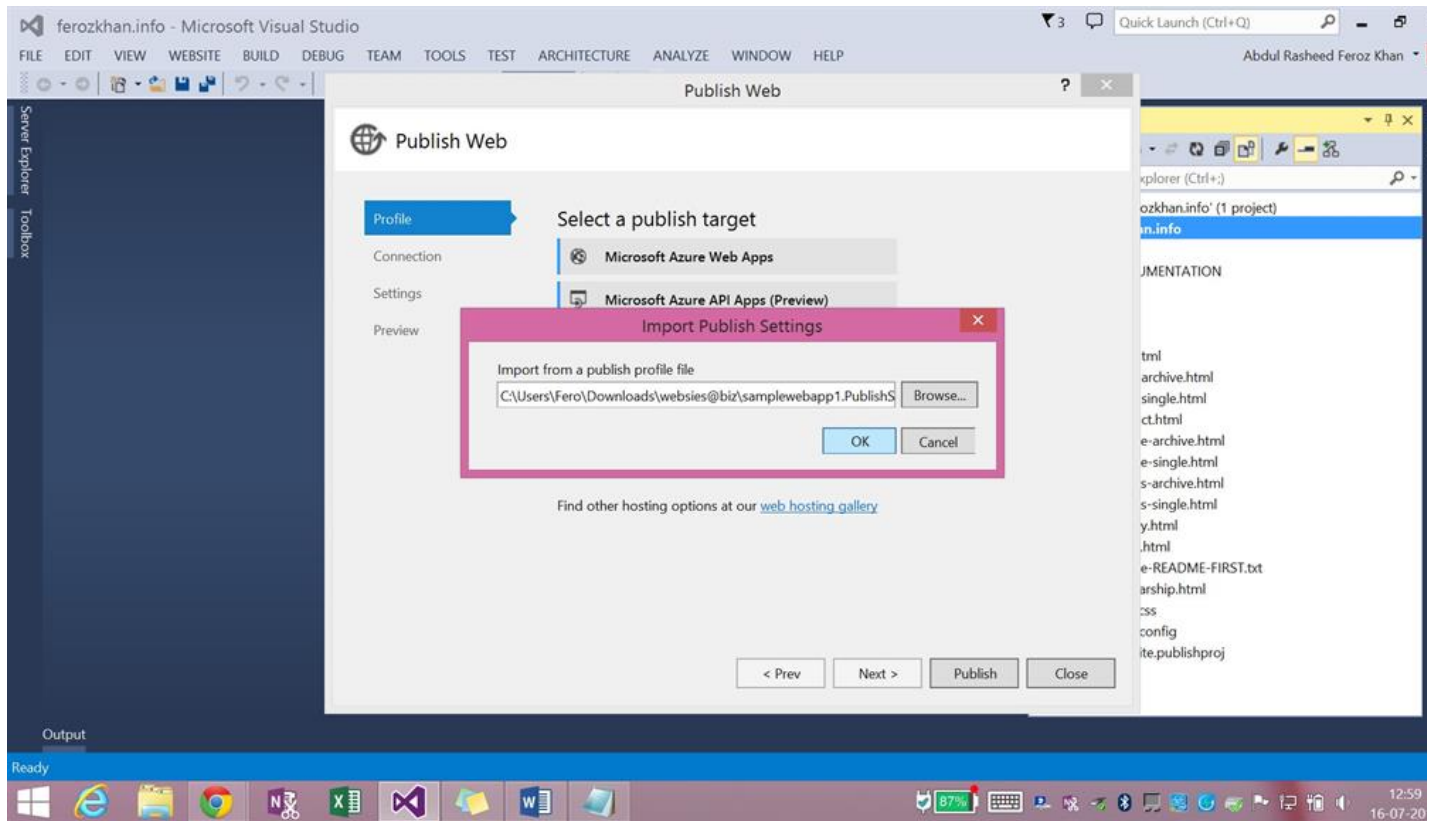 ferozkhan.info - Microsoft Visual Studio
3
Quick Launch (Ctrl+Q)
FILE EDIT VIEW WEBSITE BUILD DEBUG TEAM TOOLS TEST ARCHITECTURE ANALYZE WINDOW HELP
Abdul Rasheed Feroz Khan
Publish Web
?
Server Explorer
Toolbox
Publish Web
Profile
Connection
Settings
Preview
Select a publish target
Microsoft Azure Web Apps
Microsoft Azure API Apps (Preview)
Import Publish Settings
Import from a publish profile file
C:\Users\Fero\Downloads\websies@biz\samplewebapp1.PublishS
Browse...
OK
Cancel
Find other hosting options at our web hosting gallery
< Prev
Next >
Publish
Close
xplorer (Ctrl+;)
ozkhan.info' (1 project)
n.info
UMENTATION
tml
archive.html
single.html
ct.html
e-archive.html
e-single.html
s-archive.html
s-single.html
y.html
.html
e-README-FIRST.txt
arship.html
css
config
ite.publishproj
Output
Ready
87%
12:59
16-07-20